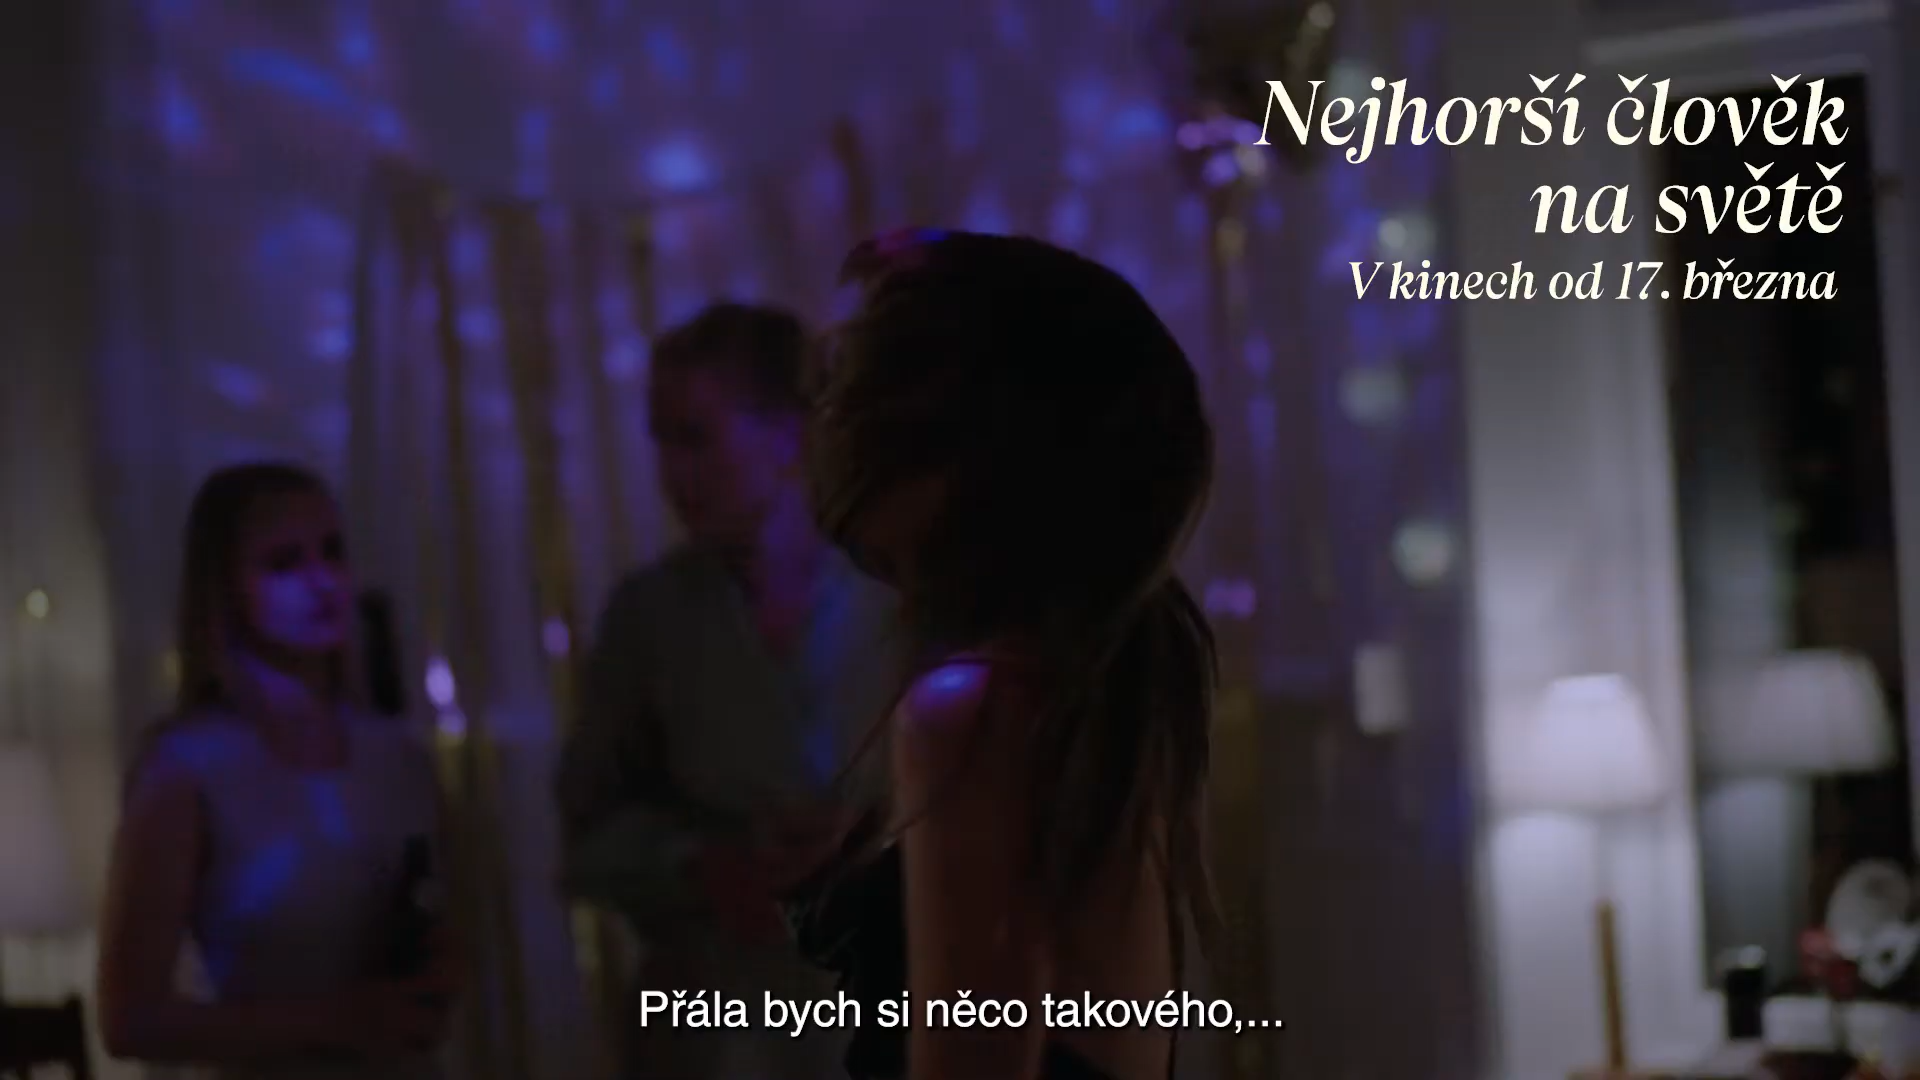 Nejhorší člověk
na světě
V kinech od 17. března
Přála bych si něco takového,...